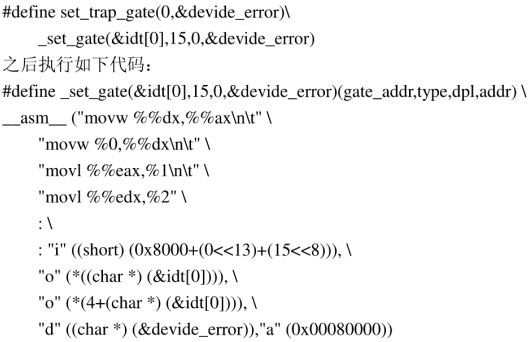 #define set_trap_gate(0,&devide_error)\
_set_gate(&idt[0],15,0,&devide_error)
之后执行如下代码：
#define _set_gate(&idt[0],15,0,&devide_error)(gate_addr,type,dpl,addr) \
__asm__ ("movw %%dx,%%ax\n\t" \
"movw %0,%%dx\n\t" \
"movl %%eax,%1\n\t" \
"movl %%edx,%2" \
: \
: "i" ((short) (0x8000+(0<<13)+(15<<8))), \
"o" (*((char *) (&idt[0]))), \
"o" (*(4+(char *) (&idt[0]))), \
"d" ((char *) (&devide_error)),"a" (0x00080000))